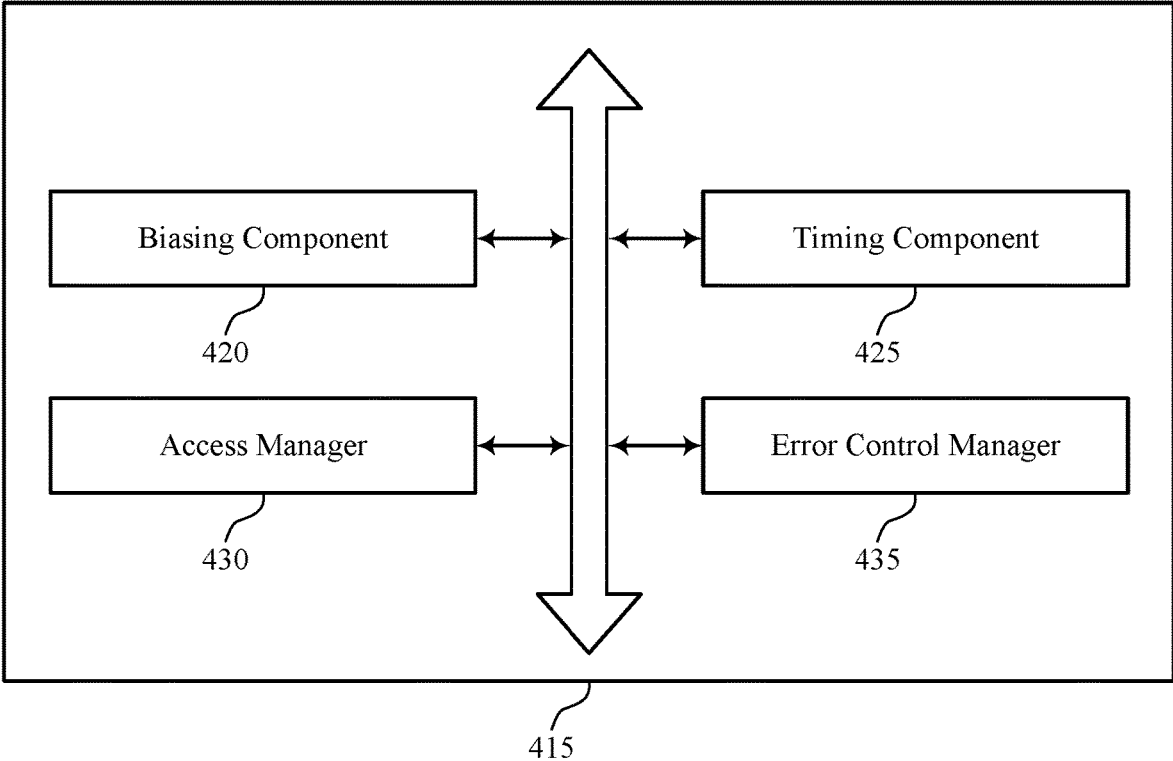 Biasing Component
Timing Component
420
425
Access Manager
Error Control Manager
430
435
415